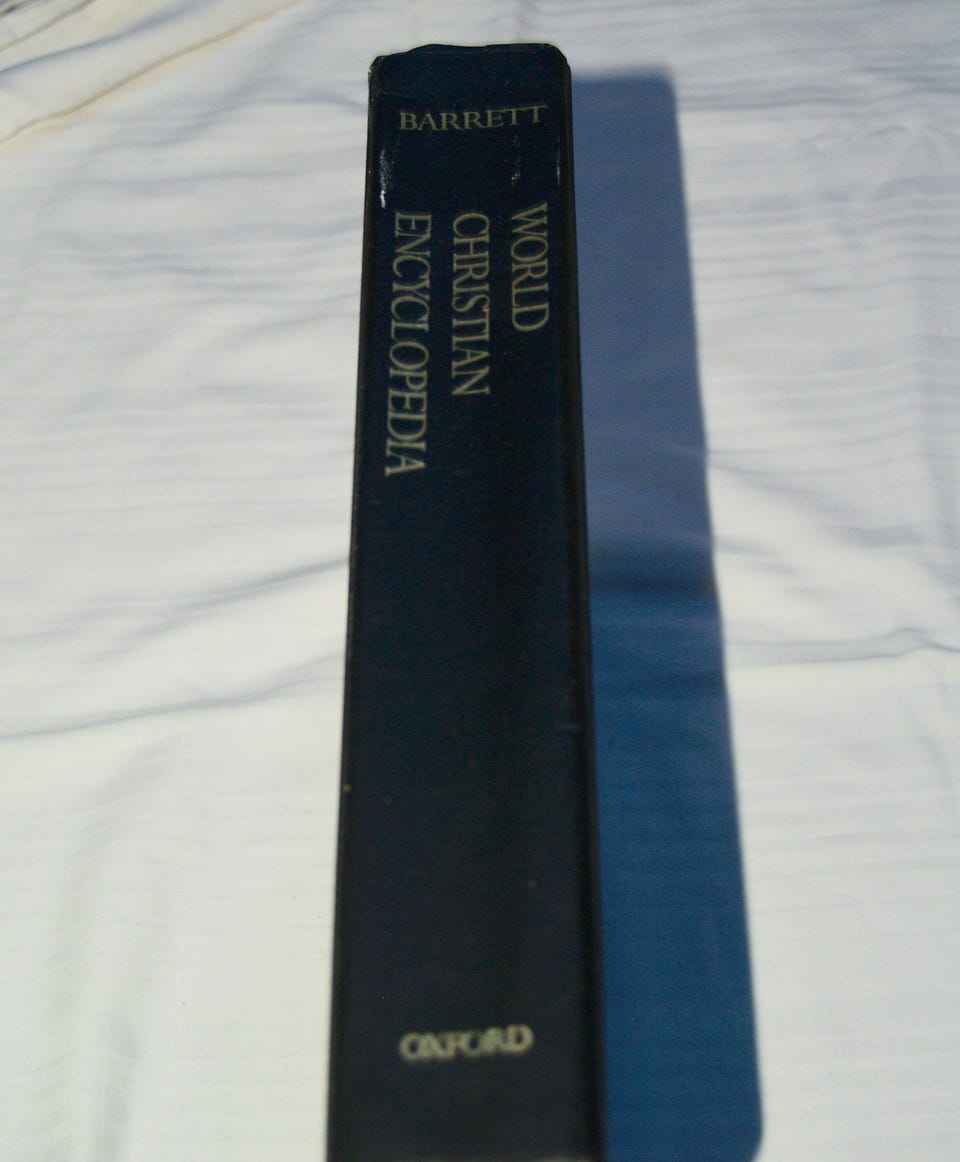 BARRETT
WORLD
CHRISTIAN
ENCYCLOPEDIA
OXFORD